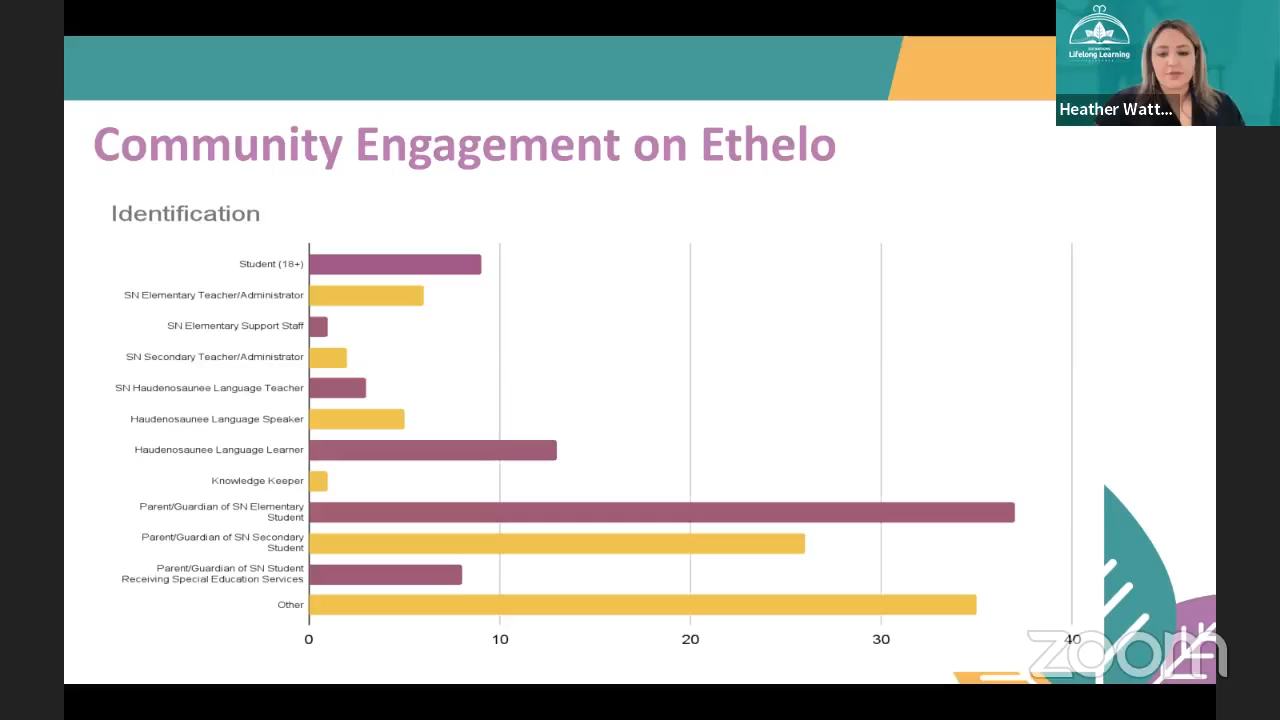 Lifelong Learning
Heather Watt...
Community Engagement on Ethelo
Identification
Student (18+)
SN Elementary Teacher/Administrator
SN Elementary Support Staff
SN Secondary Teacher/Administrator
SN Haudenosaunee Language Teacher
Haudenosaunee Language Speaker
Haudenosaunee Language Learner
Knowledge Keeper
Parent/Guardian of SN Elementary
Student
Parent/Guardian of SN Secondary
Student
Parent/Guardian of SN Student
Receiving Special Education Services
Other
0 10 20 30 40
zoom